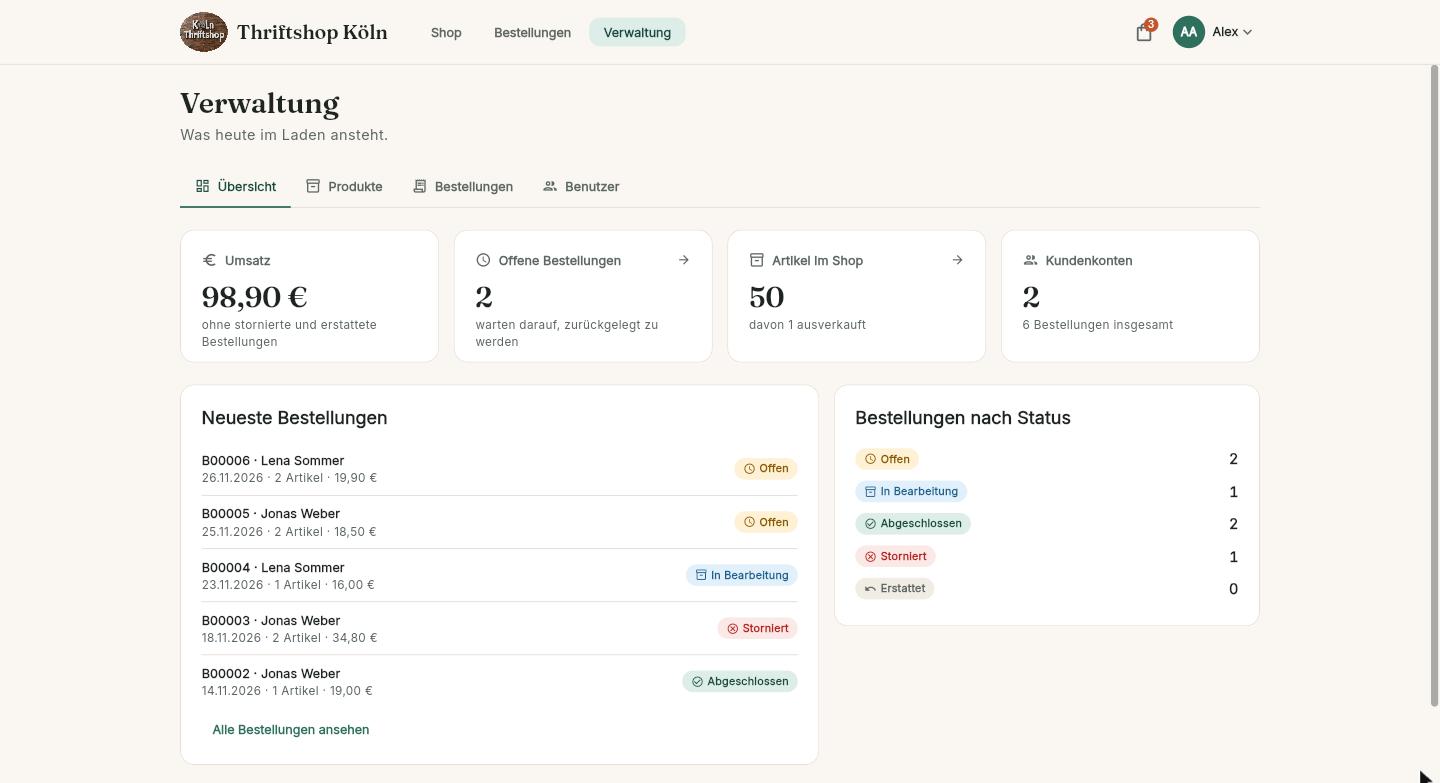 Köln
Thriftshop
Thriftshop Köln
Shop
Bestellungen
Verwaltung
3
AA
Alex
Verwaltung
Was heute im Laden ansteht.
Übersicht
Produkte
Bestellungen
Benutzer
Umsatz
98,90 €
ohne stornierte und erstattete
Bestellungen
Offene Bestellungen
2
warten darauf, zurückgelegt zu
werden
Artikel im Shop
50
davon 1 ausverkauft
Kundenkonten
2
6 Bestellungen insgesamt
Neueste Bestellungen
B00006 · Lena Sommer
26.11.2026 · 2 Artikel · 19,90 €
Offen
B00005 · Jonas Weber
25.11.2026 · 2 Artikel · 18,50 €
Offen
B00004 · Lena Sommer
23.11.2026 · 1 Artikel · 16,00 €
In Bearbeitung
B00003 · Jonas Weber
18.11.2026 · 2 Artikel · 34,80 €
Storniert
B00002 · Jonas Weber
14.11.2026 · 1 Artikel · 19,00 €
Abgeschlossen
Alle Bestellungen ansehen
Bestellungen nach Status
Offen 2
In Bearbeitung 1
Abgeschlossen 2
Storniert 1
Erstattet 0